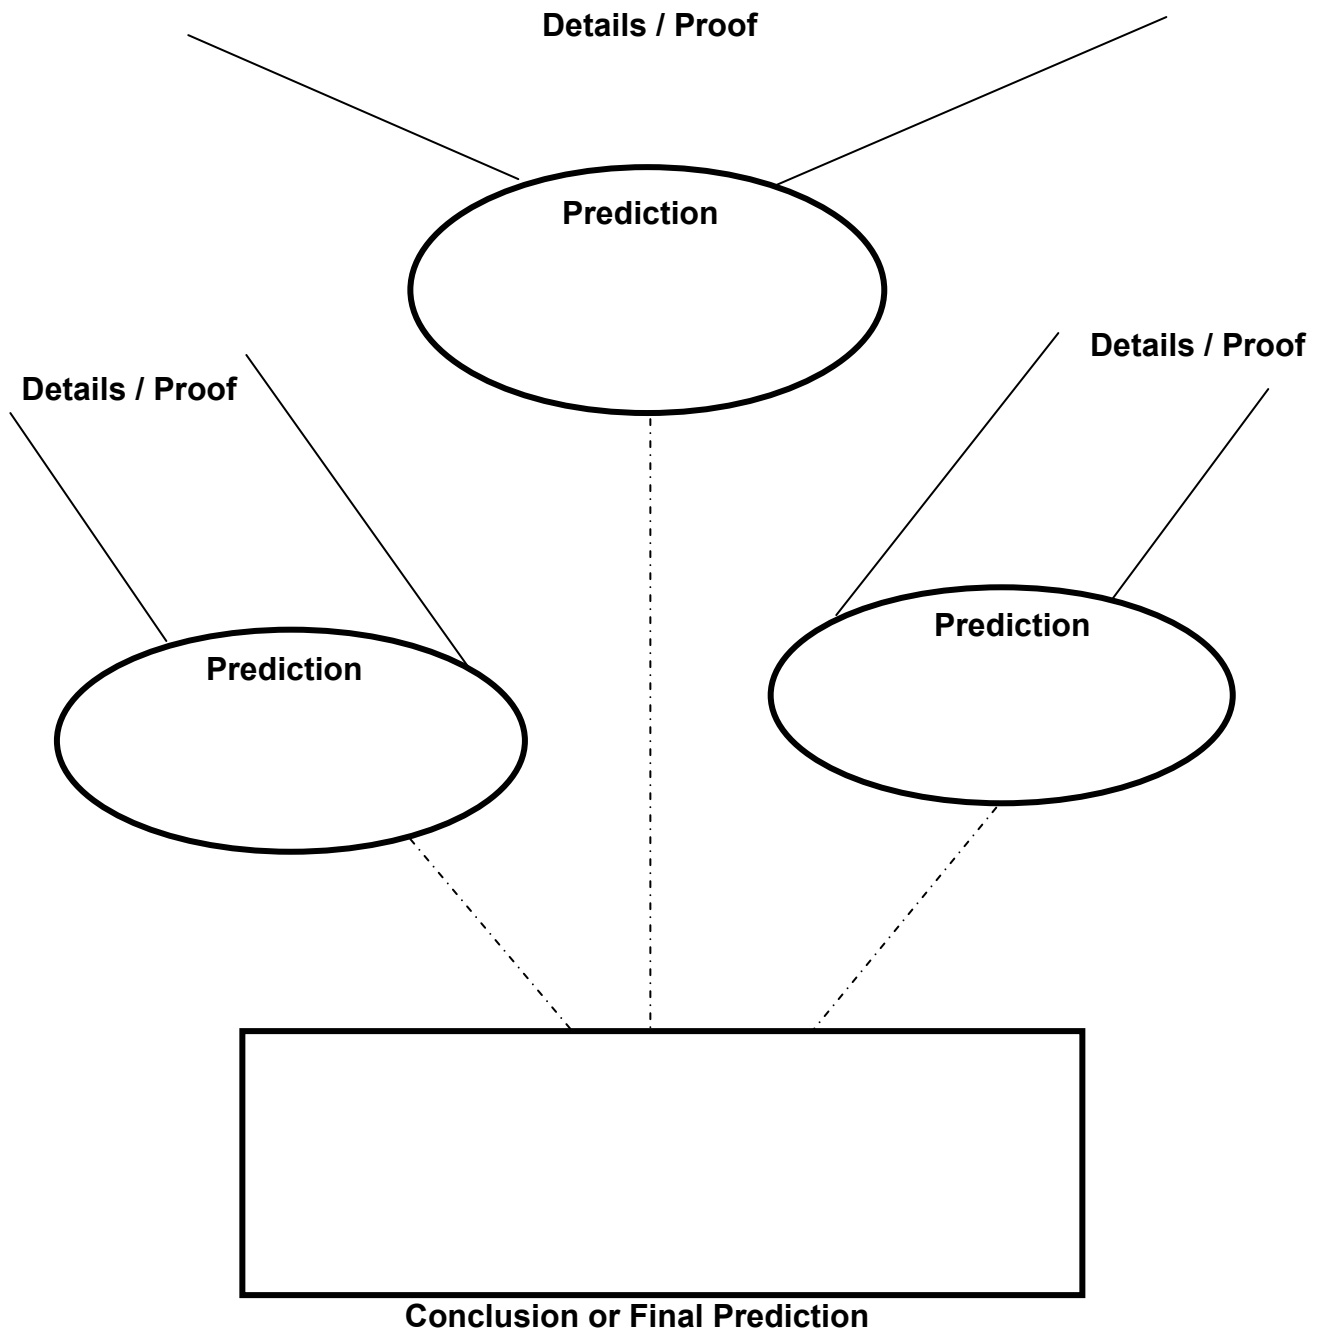 Details / Proof
Prediction
Details / Proof
Details / Proof
Prediction
Prediction
Conclusion or Final Prediction